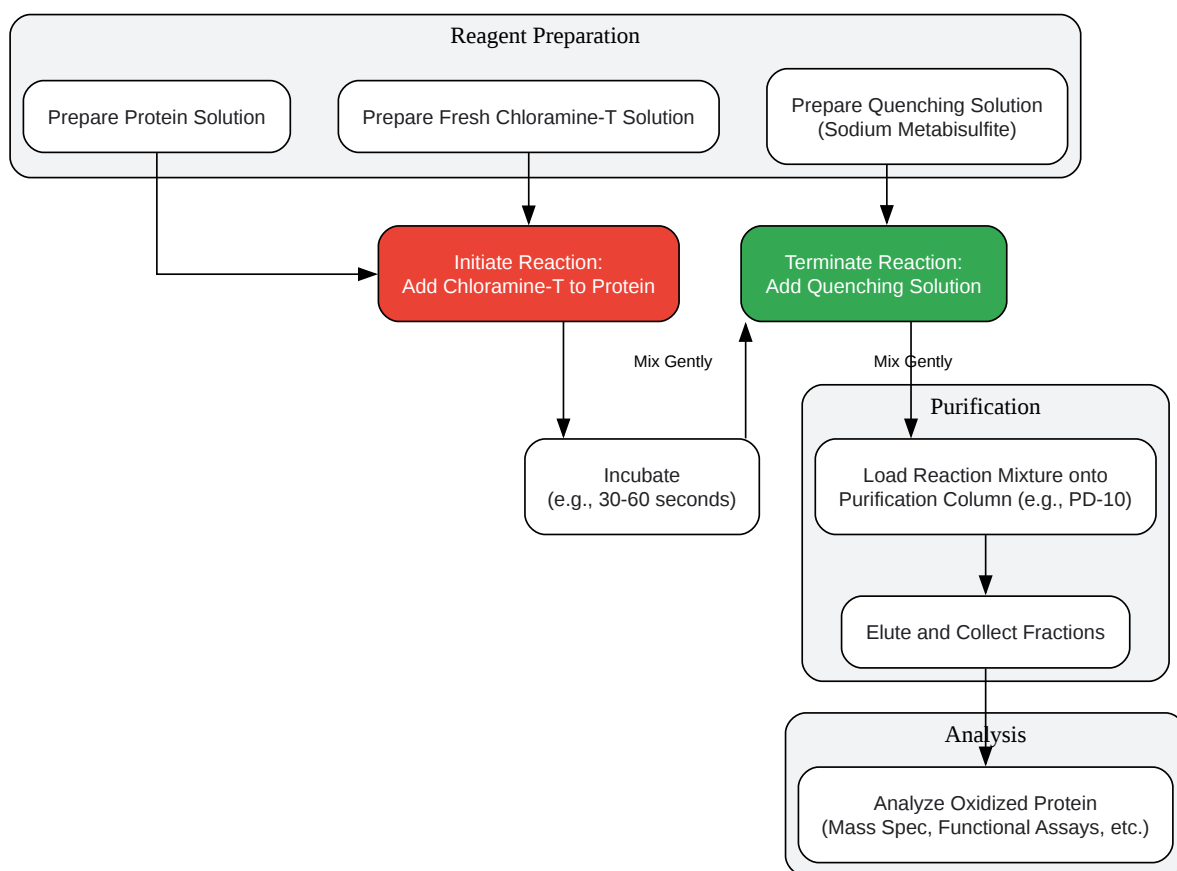 Reagent Preparation
Prepare Protein Solution
Prepare Fresh Chloramine-T Solution
Prepare Quenching Solution
(Sodium Metabisulfite)
Initiate Reaction:
Add Chloramine-T to Protein
Terminate Reaction:
Add Quenching Solution
Mix Gently
Mix Gently
Purification
Incubate
(e.g., 30-60 seconds)
Load Reaction Mixture onto
Purification Column (e.g., PD-10)
Elute and Collect Fractions
Analysis
Analyze Oxidized Protein
(Mass Spec, Functional Assays, etc.)